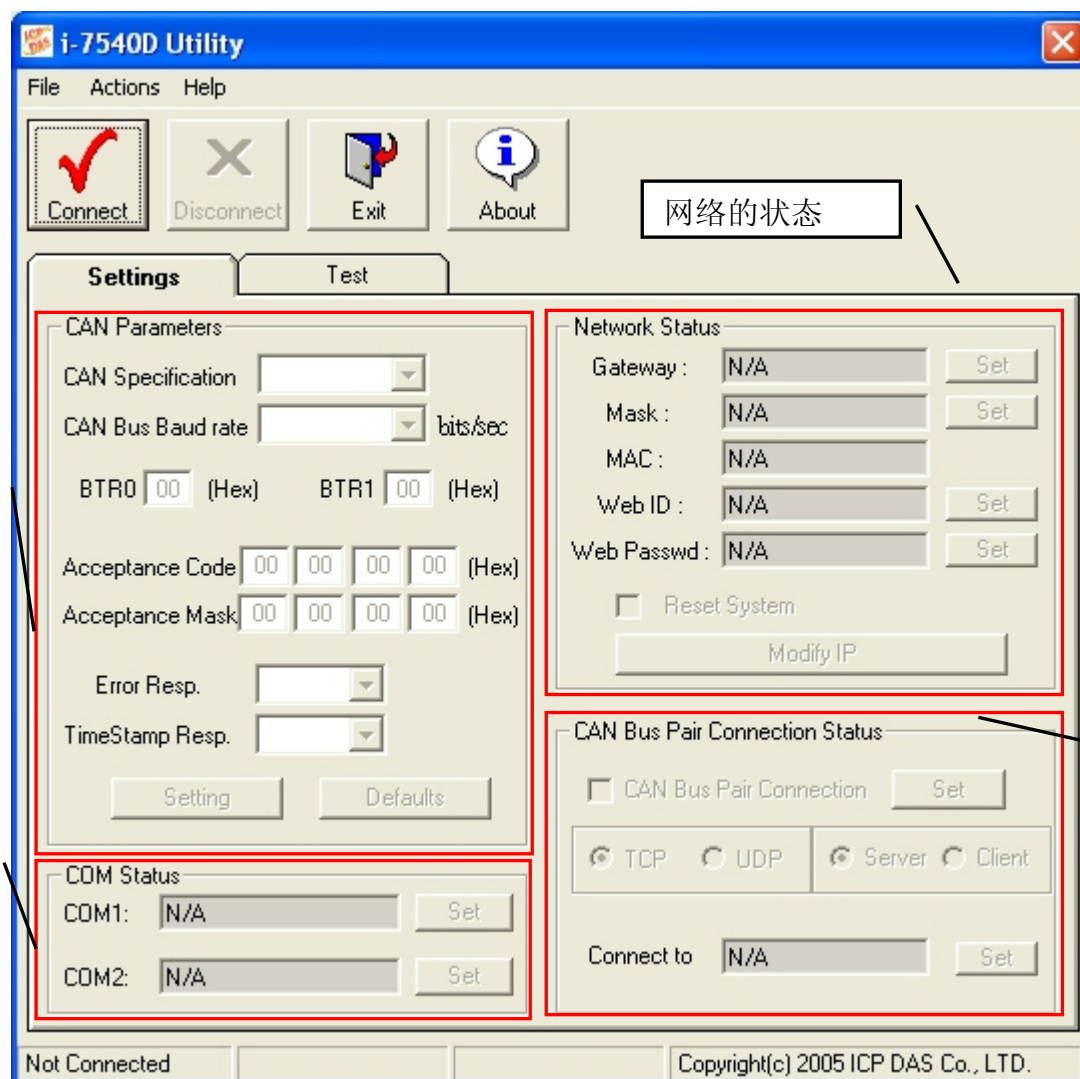 i-7540D Utility
File Actions Help
Connect Disconnect Exit About
网络的状态
Settings Test
CAN Parameters
CAN Specification
CAN Bus Baud rate bits/sec
BTR0 00 (Hex) BTR1 00 (Hex)
Acceptance Code 00 00 00 00 (Hex)
Acceptance Mask 00 00 00 00 (Hex)
Error Resp.
TimeStamp Resp.
Setting Defaults
COM Status
COM1: N/A Set
COM2: N/A Set
Network Status
Gateway : N/A Set
Mask : N/A Set
MAC : N/A
Web ID : N/A Set
Web Passwd : N/A Set
Reset System
Modify IP
CAN Bus Pair Connection Status
CAN Bus Pair Connection Set
TCP UDP Server Client
Connect to N/A Set
Not Connected Copyright(c) 2005 ICP DAS Co., LTD.